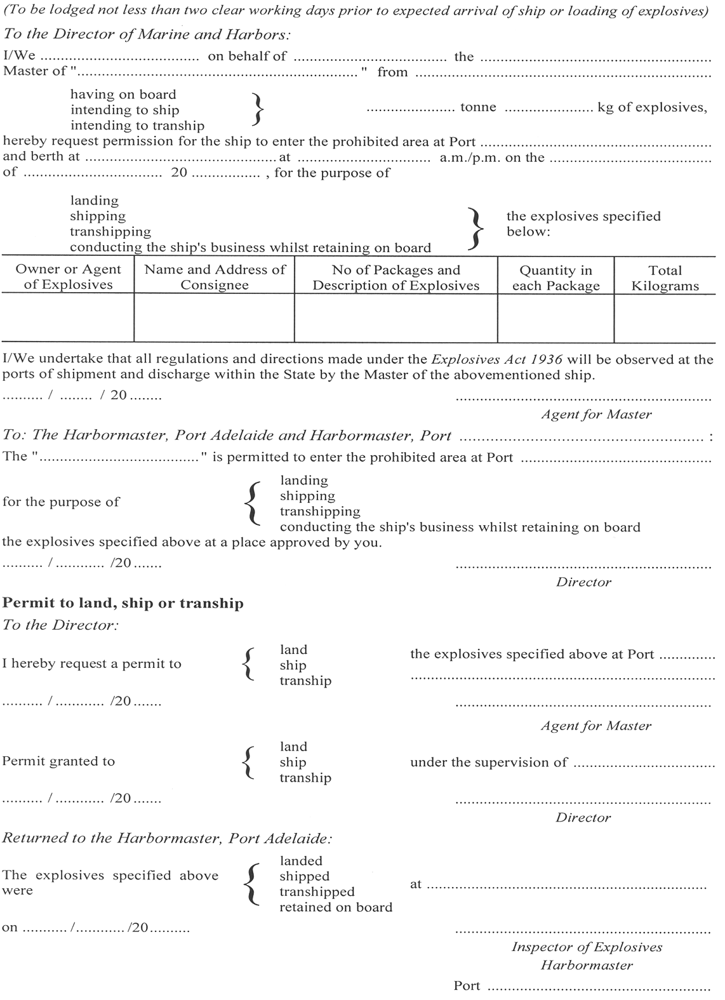 (To be lodged not less than two clear working days prior to expected arrival of ship or loading of explosives)
To the Director of Marine and Harbors:
I/We ...................................... on behalf of ..................................... the ........................................................
Master of "...................................................................." from ........................................................................
having on board
intending to ship
intending to tranship
} ..................... tonne ..................... kg of explosives,
hereby request permission for the ship to enter the prohibited area at Port ........................................................
and berth at .............................................. at ................................ a.m./p.m. on the .......................................
of .................................. 20 ................. , for the purpose of
landing
shipping
transhipping
conducting the ship's business whilst retaining on board
} the explosives specified
below:
Owner or Agent of Explosives
Name and Address of Consignee
No of Packages and Description of Explosives
Quantity in each Package
Total Kilograms
I/We undertake that all regulations and directions made under the Explosives Act 1936 will be observed at the
ports of shipment and discharge within the State by the Master of the abovementioned ship.
.......... / ........ / 20 ........ ..............................................................
Agent for Master
To: The Harbormaster, Port Adelaide and Harbormaster, Port .......................................................... :
The "......................................." is permitted to enter the prohibited area at Port ..............................................
for the purpose of {
landing
shipping
transhipping
conducting the ship's business whilst retaining on board
the explosives specified above at a place approved by you.
.......... / ............ /20 ....... ..............................................................
Director
Permit to land, ship or tranship
To the Director:
I hereby request a permit to {
land
ship
tranship
the explosives specified above at Port .............
..........................................................................
.......... / ............ /20 ....... ..............................................................
Agent for Master
Permit granted to {
land
ship
tranship
under the supervision of ..................................
.......... / ............ /20 ....... ..............................................................
Director
Returned to the Harbormaster, Port Adelaide:
The explosives specified above
were {
landed
shipped
transhipped
retained on board
at ....................................................................
on ........... /............ /20.......... ..............................................................
Inspector of Explosives
Harbormaster
Port ......................................................